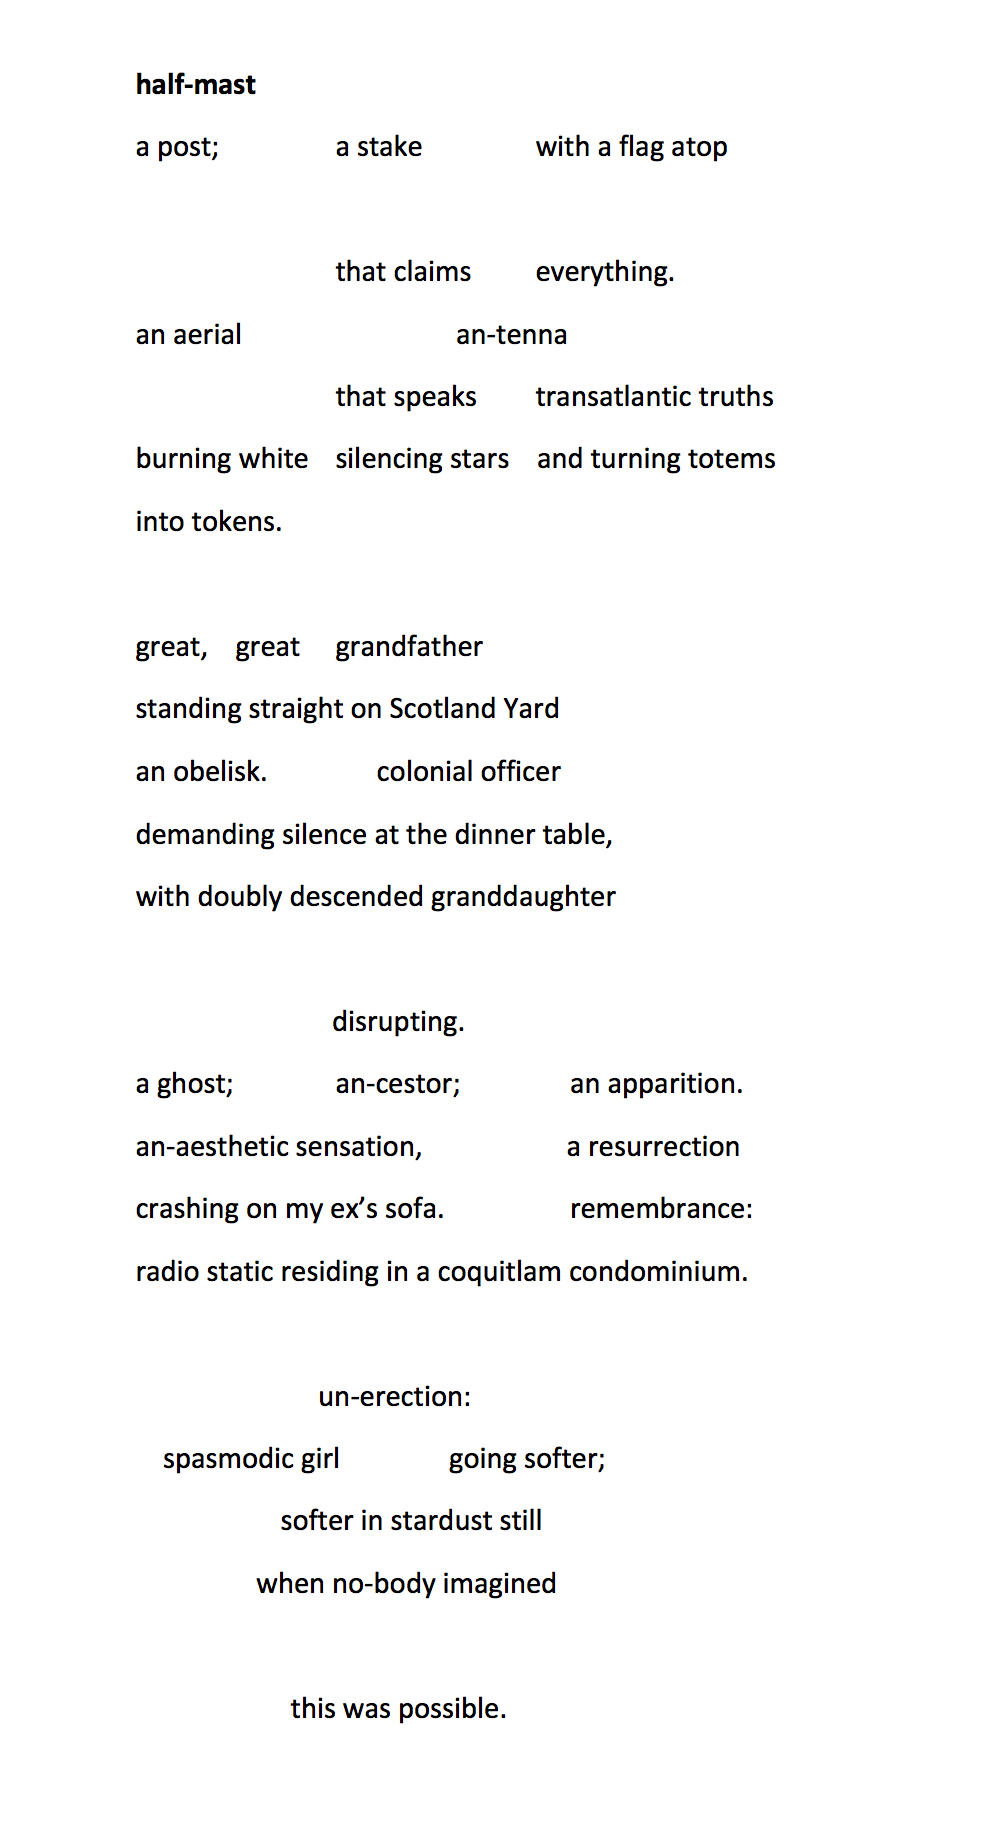 half-mast
a post; a stake with a flag atop
that claims everything.
an aerial an-tenna
that speaks transatlantic truths
burning white silencing stars and turning totems
into tokens.
great, great grandfather
standing straight on Scotland Yard
an obelisk. colonial officer
demanding silence at the dinner table,
with doubly descended granddaughter
disrupting.
a ghost; an-cestor; an apparition.
an-aesthetic sensation, a resurrection
crashing on my ex’s sofa. remembrance:
radio static residing in a coquitlam condominium.
un-erection:
spasmodic girl going softer;
softer in stardust still
when no-body imagined
this was possible.